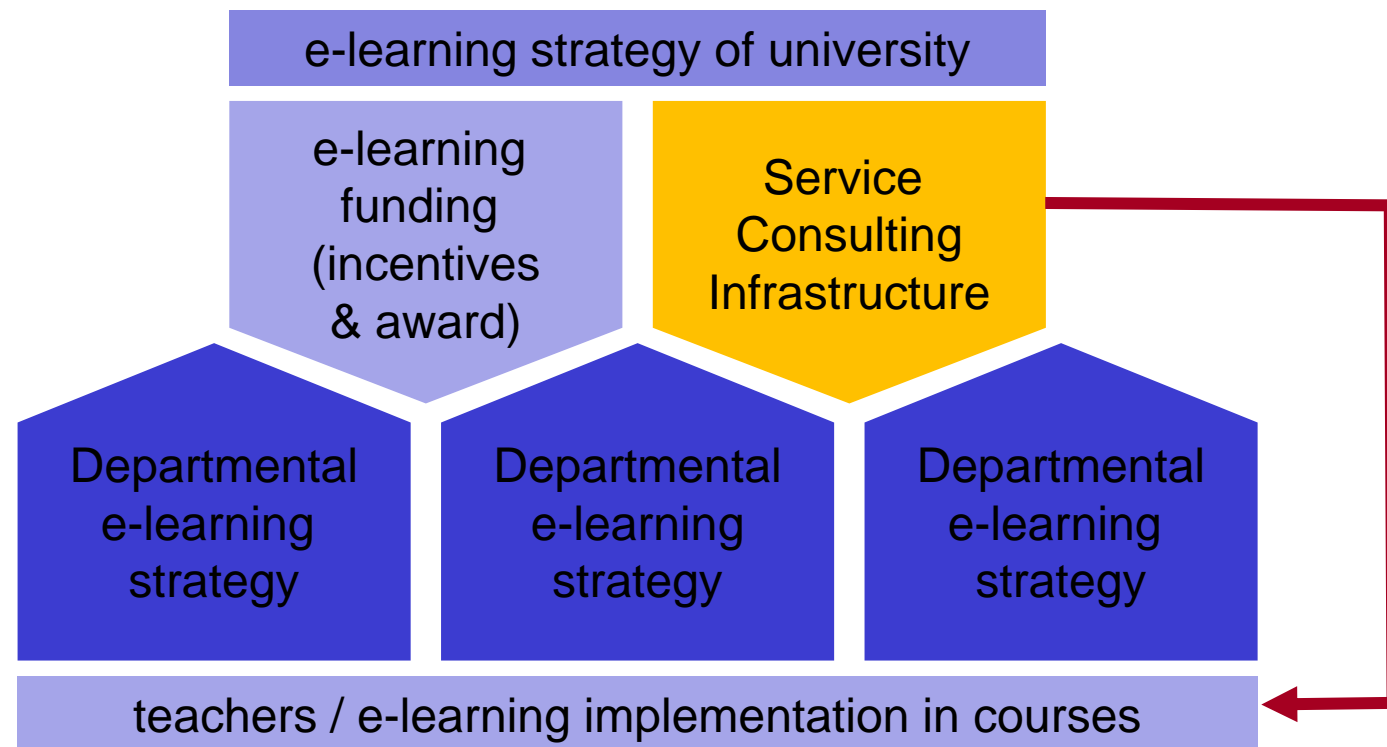 e-learning strategy of university
e-learning
funding
(incentives
& award)
Service
Consulting
Infrastructure
Departmental
e-learning
strategy
Departmental
e-learning
strategy
Departmental
e-learning
strategy
teachers / e-learning implementation in courses